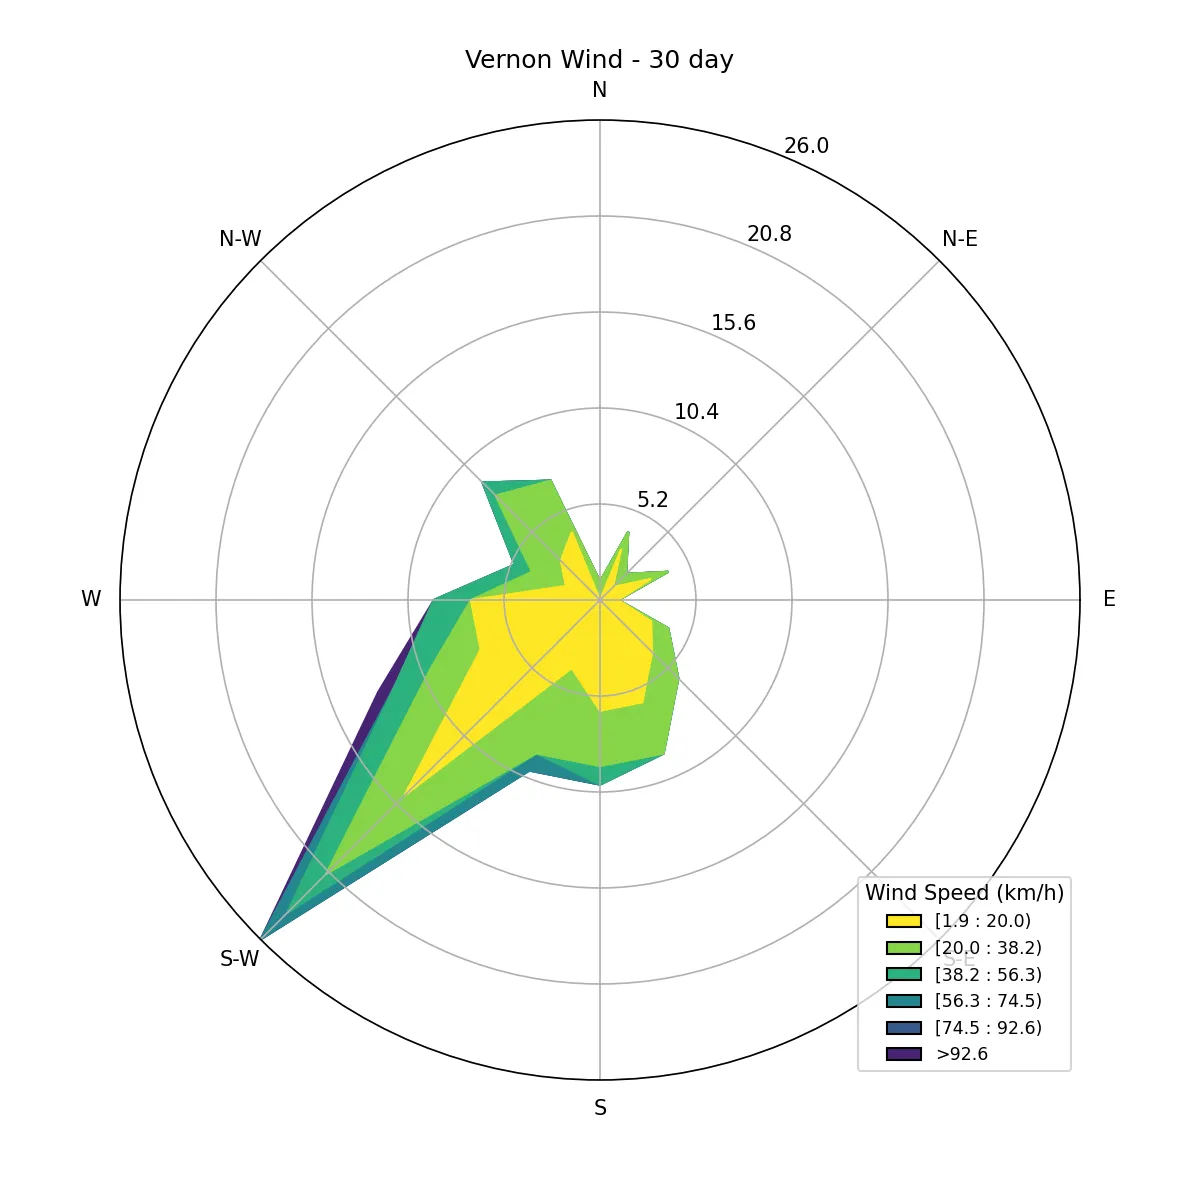 Vernon Wind - 30 day
N
26.0
N-W
N-E
20.8
15.6
10.4
5.2
W
E
S-W
S-E
S
Wind Speed (km/h)
[1.9 : 20.0)
[20.0 : 38.2)
[38.2 : 56.3)
[56.3 : 74.5)
[74.5 : 92.6)
>92.6